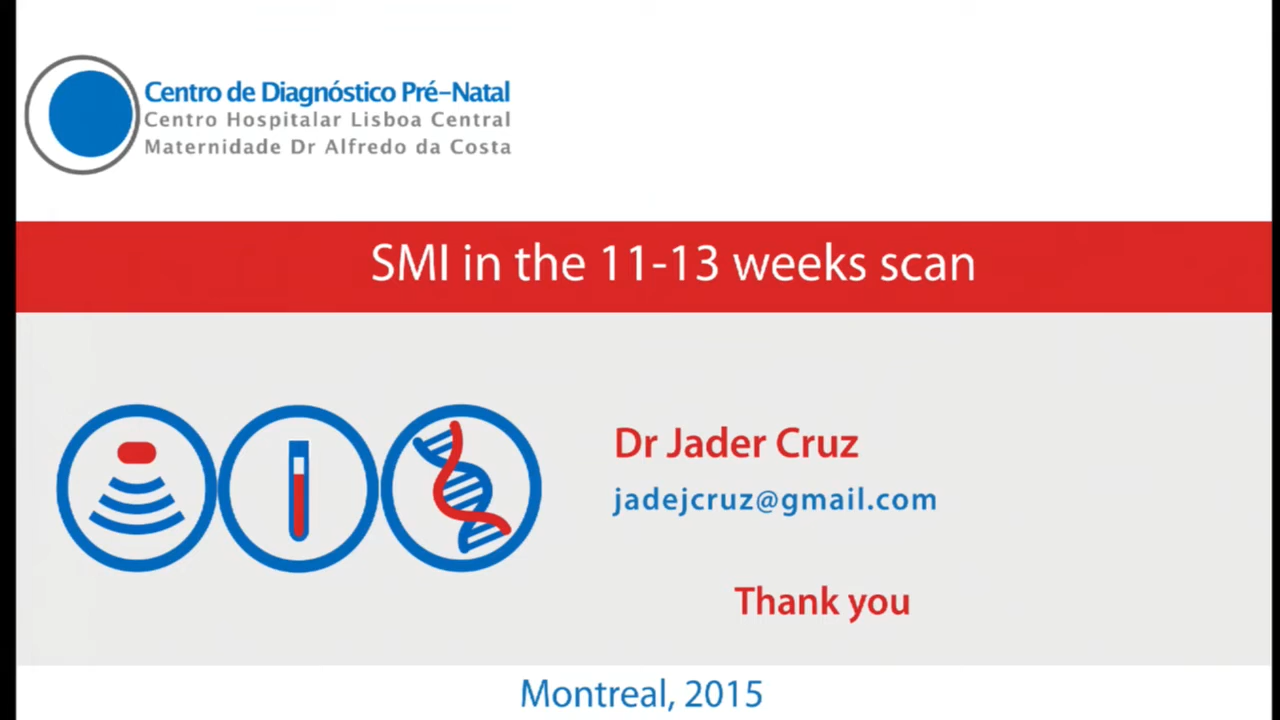 Centro de Diagnóstico Pré-Natal
Centro Hospitalar Lisboa Central
Maternidade Dr Alfredo da Costa
SMI in the 11-13 weeks scan
Dr Jader Cruz
jadejcruz@gmail.com
Thank you
Montreal, 2015